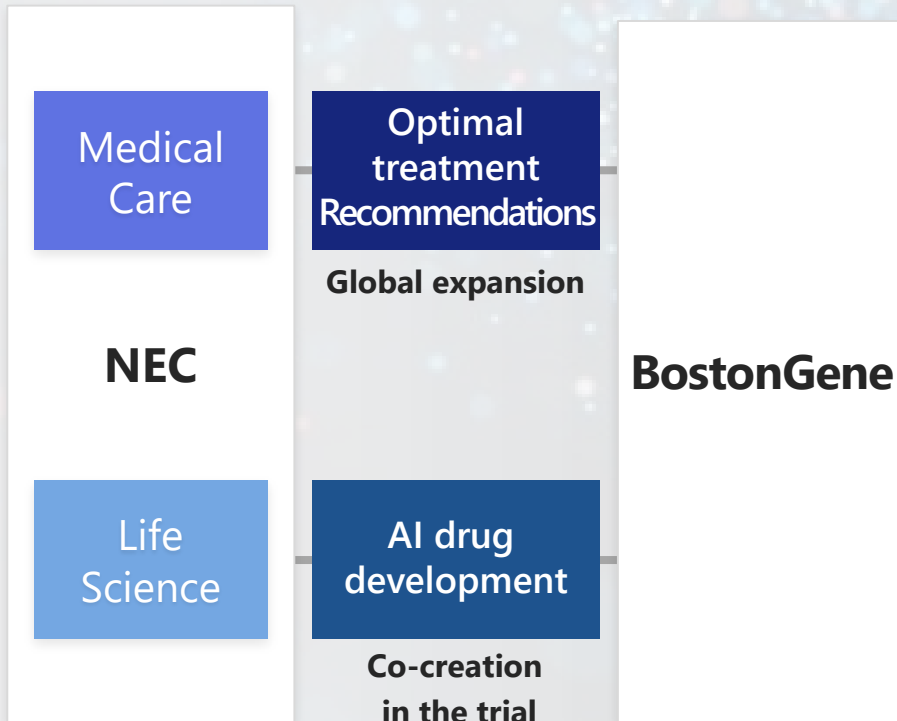 Medical
Care
Optimal
treatment
Recommendations
Global expansion
NEC
BostonGene
Life
Science
AI drug
development
Co-creation
in the trial